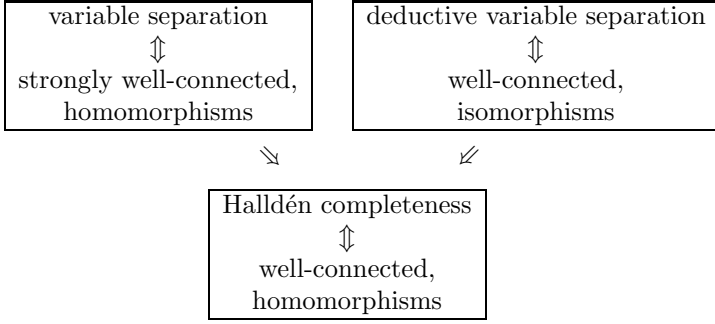 variable separation
⇕
strongly well-connected,
homomorphisms
deductive variable separation
⇕
well-connected,
isomorphisms
⇘ ⇙
Halldén completeness
⇕
well-connected,
homomorphisms